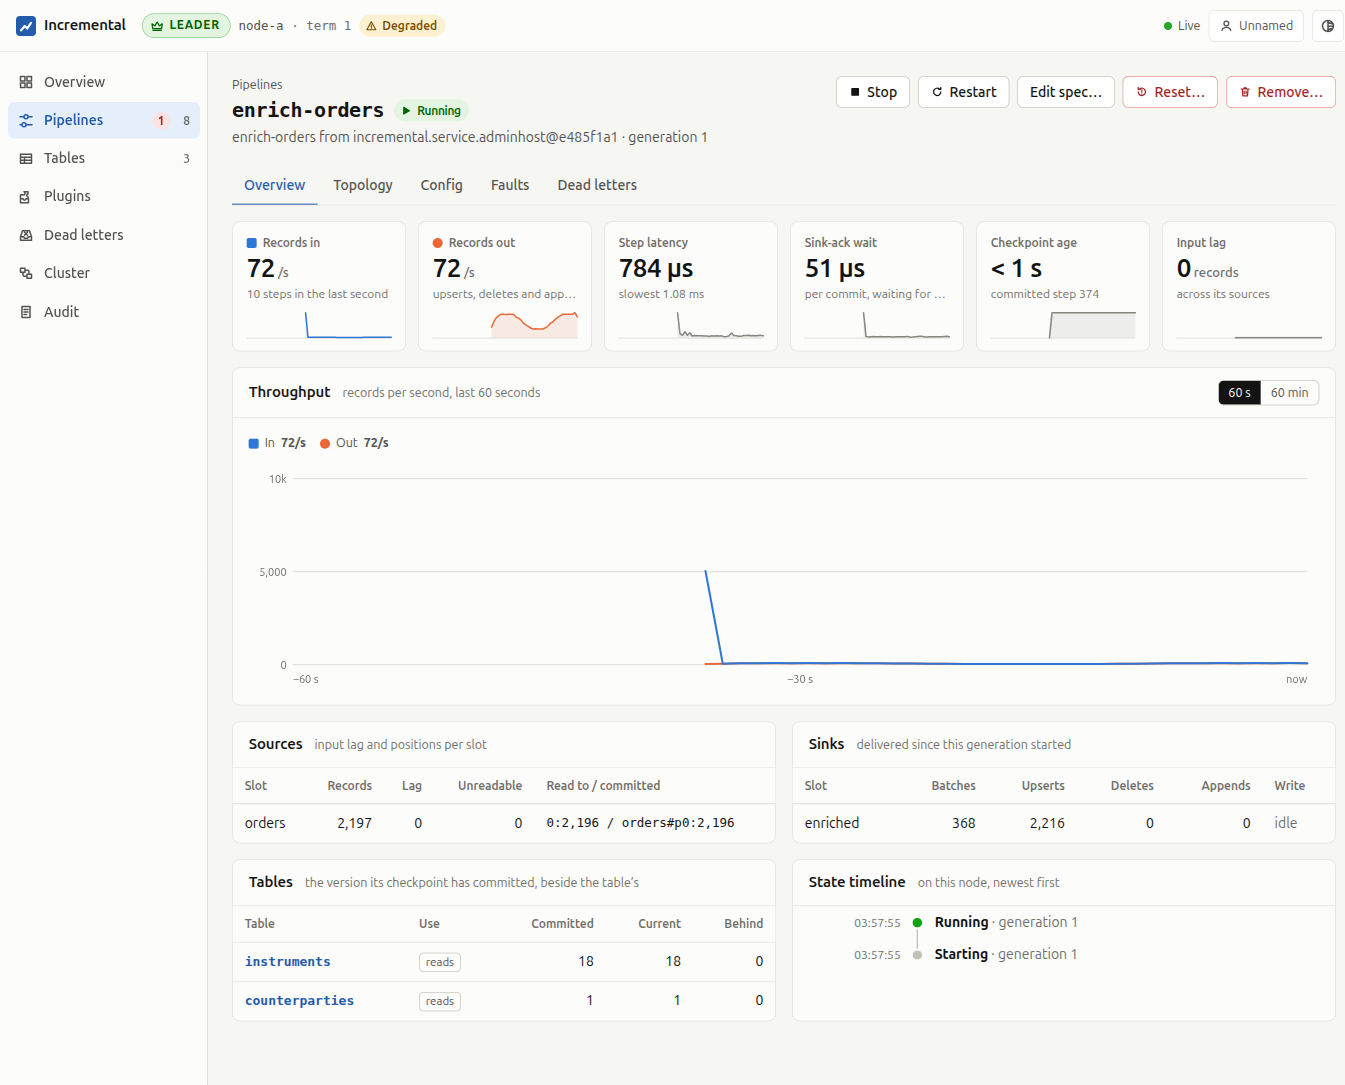 Incremental LEADER node-a · term 1 Degraded Live Unnamed
Overview
Pipelines 1 8
Tables 3
Plugins
Dead letters
Cluster
Audit
Pipelines
enrich-orders Running
enrich-orders from incremental.service.adminhost@e485f1a1 · generation 1
Stop Restart Edit spec… Reset… Remove…
Overview Topology Config Faults Dead letters
Records in
72 /s
10 steps in the last second
Records out
72 /s
upserts, deletes and app…
Step latency
784 µs
slowest 1.08 ms
Sink-ack wait
51 µs
per commit, waiting for …
Checkpoint age
< 1 s
committed step 374
Input lag
0 records
across its sources
Throughput records per second, last 60 seconds 60 s 60 min
In 72/s Out 72/s
10k
5,000
0
−60 s −30 s now
Sources input lag and positions per slot
Slot Records Lag Unreadable Read to / committed
orders 2,197 0 0 0:2,196 / orders#p0:2,196
Sinks delivered since this generation started
Slot Batches Upserts Deletes Appends Write
enriched 368 2,216 0 0 idle
Tables the version its checkpoint has committed, beside the table’s
Table Use Committed Current Behind
instruments reads 18 18 0
counterparties reads 1 1 0
State timeline on this node, newest first
03:57:55 Running · generation 1
03:57:55 Starting · generation 1